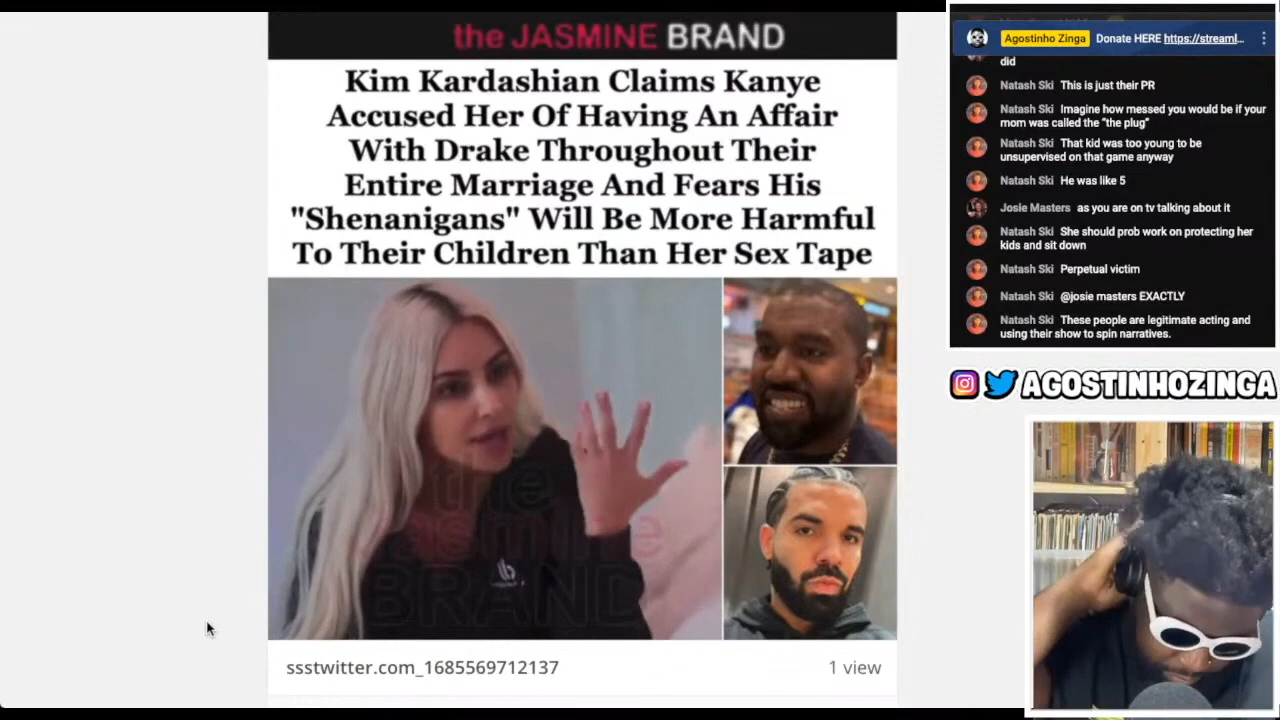 the JASMINE BRAND
Kim Kardashian Claims Kanye
Accused Her Of Having An Affair
With Drake Throughout Their
Entire Marriage And Fears His
"Shenanigans" Will Be More Harmful
To Their Children Than Her Sex Tape
the
Jasmine
BRAND
ssstwitter.com_1685569712137
1 view
Agostinho Zinga Donate HERE https://streaml...
did
Natash Ski This is just their PR
Natash Ski Imagine how messed you would be if your
mom was called the "the plug"
Natash Ski That kid was too young to be
unsupervised on that game anyway
Natash Ski He was like 5
Josie Masters as you are on tv talking about it
Natash Ski She should prob work on protecting her
kids and sit down
Natash Ski Perpetual victim
Natash Ski @josie masters EXACTLY
Natash Ski These people are legitimate acting and
using their show to spin narratives.
AGOSTINHOZINGA